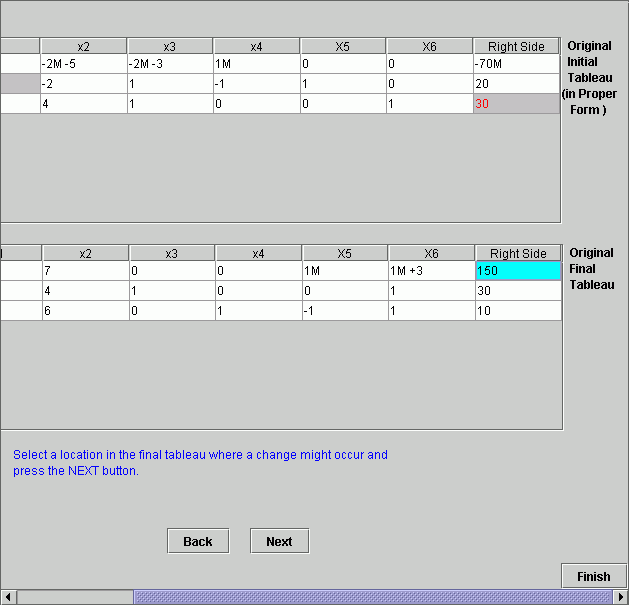 x2 x3 x4 X5 X6 Right Side
-2M -5 -2M -3 1M 0 0 -70M
-2 1 -1 1 0 20
4 1 0 0 1 30
Original
Initial
Tableau
(in Proper
Form )
x2 x3 x4 X5 X6 Right Side
7 0 0 1M 1M +3 150
4 1 0 0 1 30
6 0 1 -1 1 10
Original
Final
Tableau
Select a location in the final tableau where a change might occur and
press the NEXT button.
Back Next
Finish